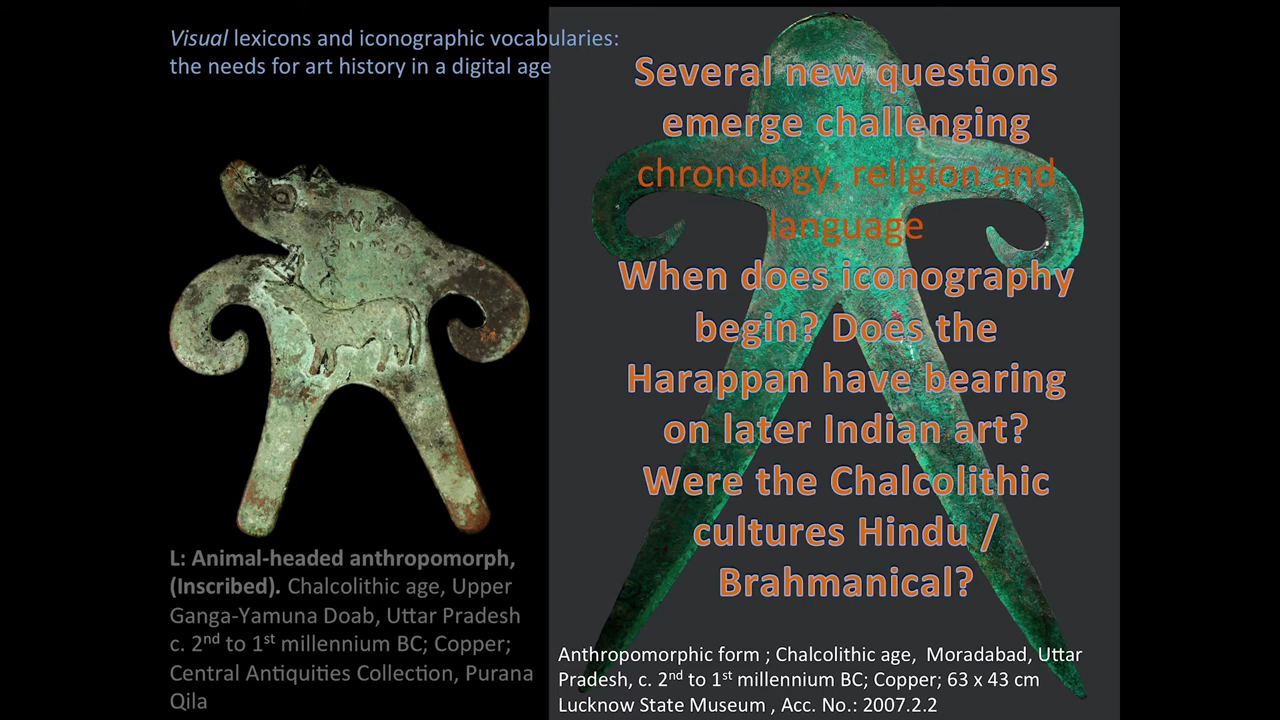 Visual lexicons and iconographic vocabularies:
the needs for art history in a digital age
Several new questions
emerge challenging
chronology, religion and
language
When does iconography
begin? Does the
Harappan have bearing
on later Indian art?
Were the Chalcolithic
cultures Hindu /
Brahmanical?
L: Animal-headed anthropomorph,
(Inscribed). Chalcolithic age, Upper
Ganga-Yamuna Doab, Uttar Pradesh
c. 2nd to 1st millennium BC; Copper;
Central Antiquities Collection, Purana
Qila
Anthropomorphic form ; Chalcolithic age, Moradabad, Uttar
Pradesh, c. 2nd to 1st millennium BC; Copper; 63 x 43 cm
Lucknow State Museum , Acc. No.: 2007.2.2